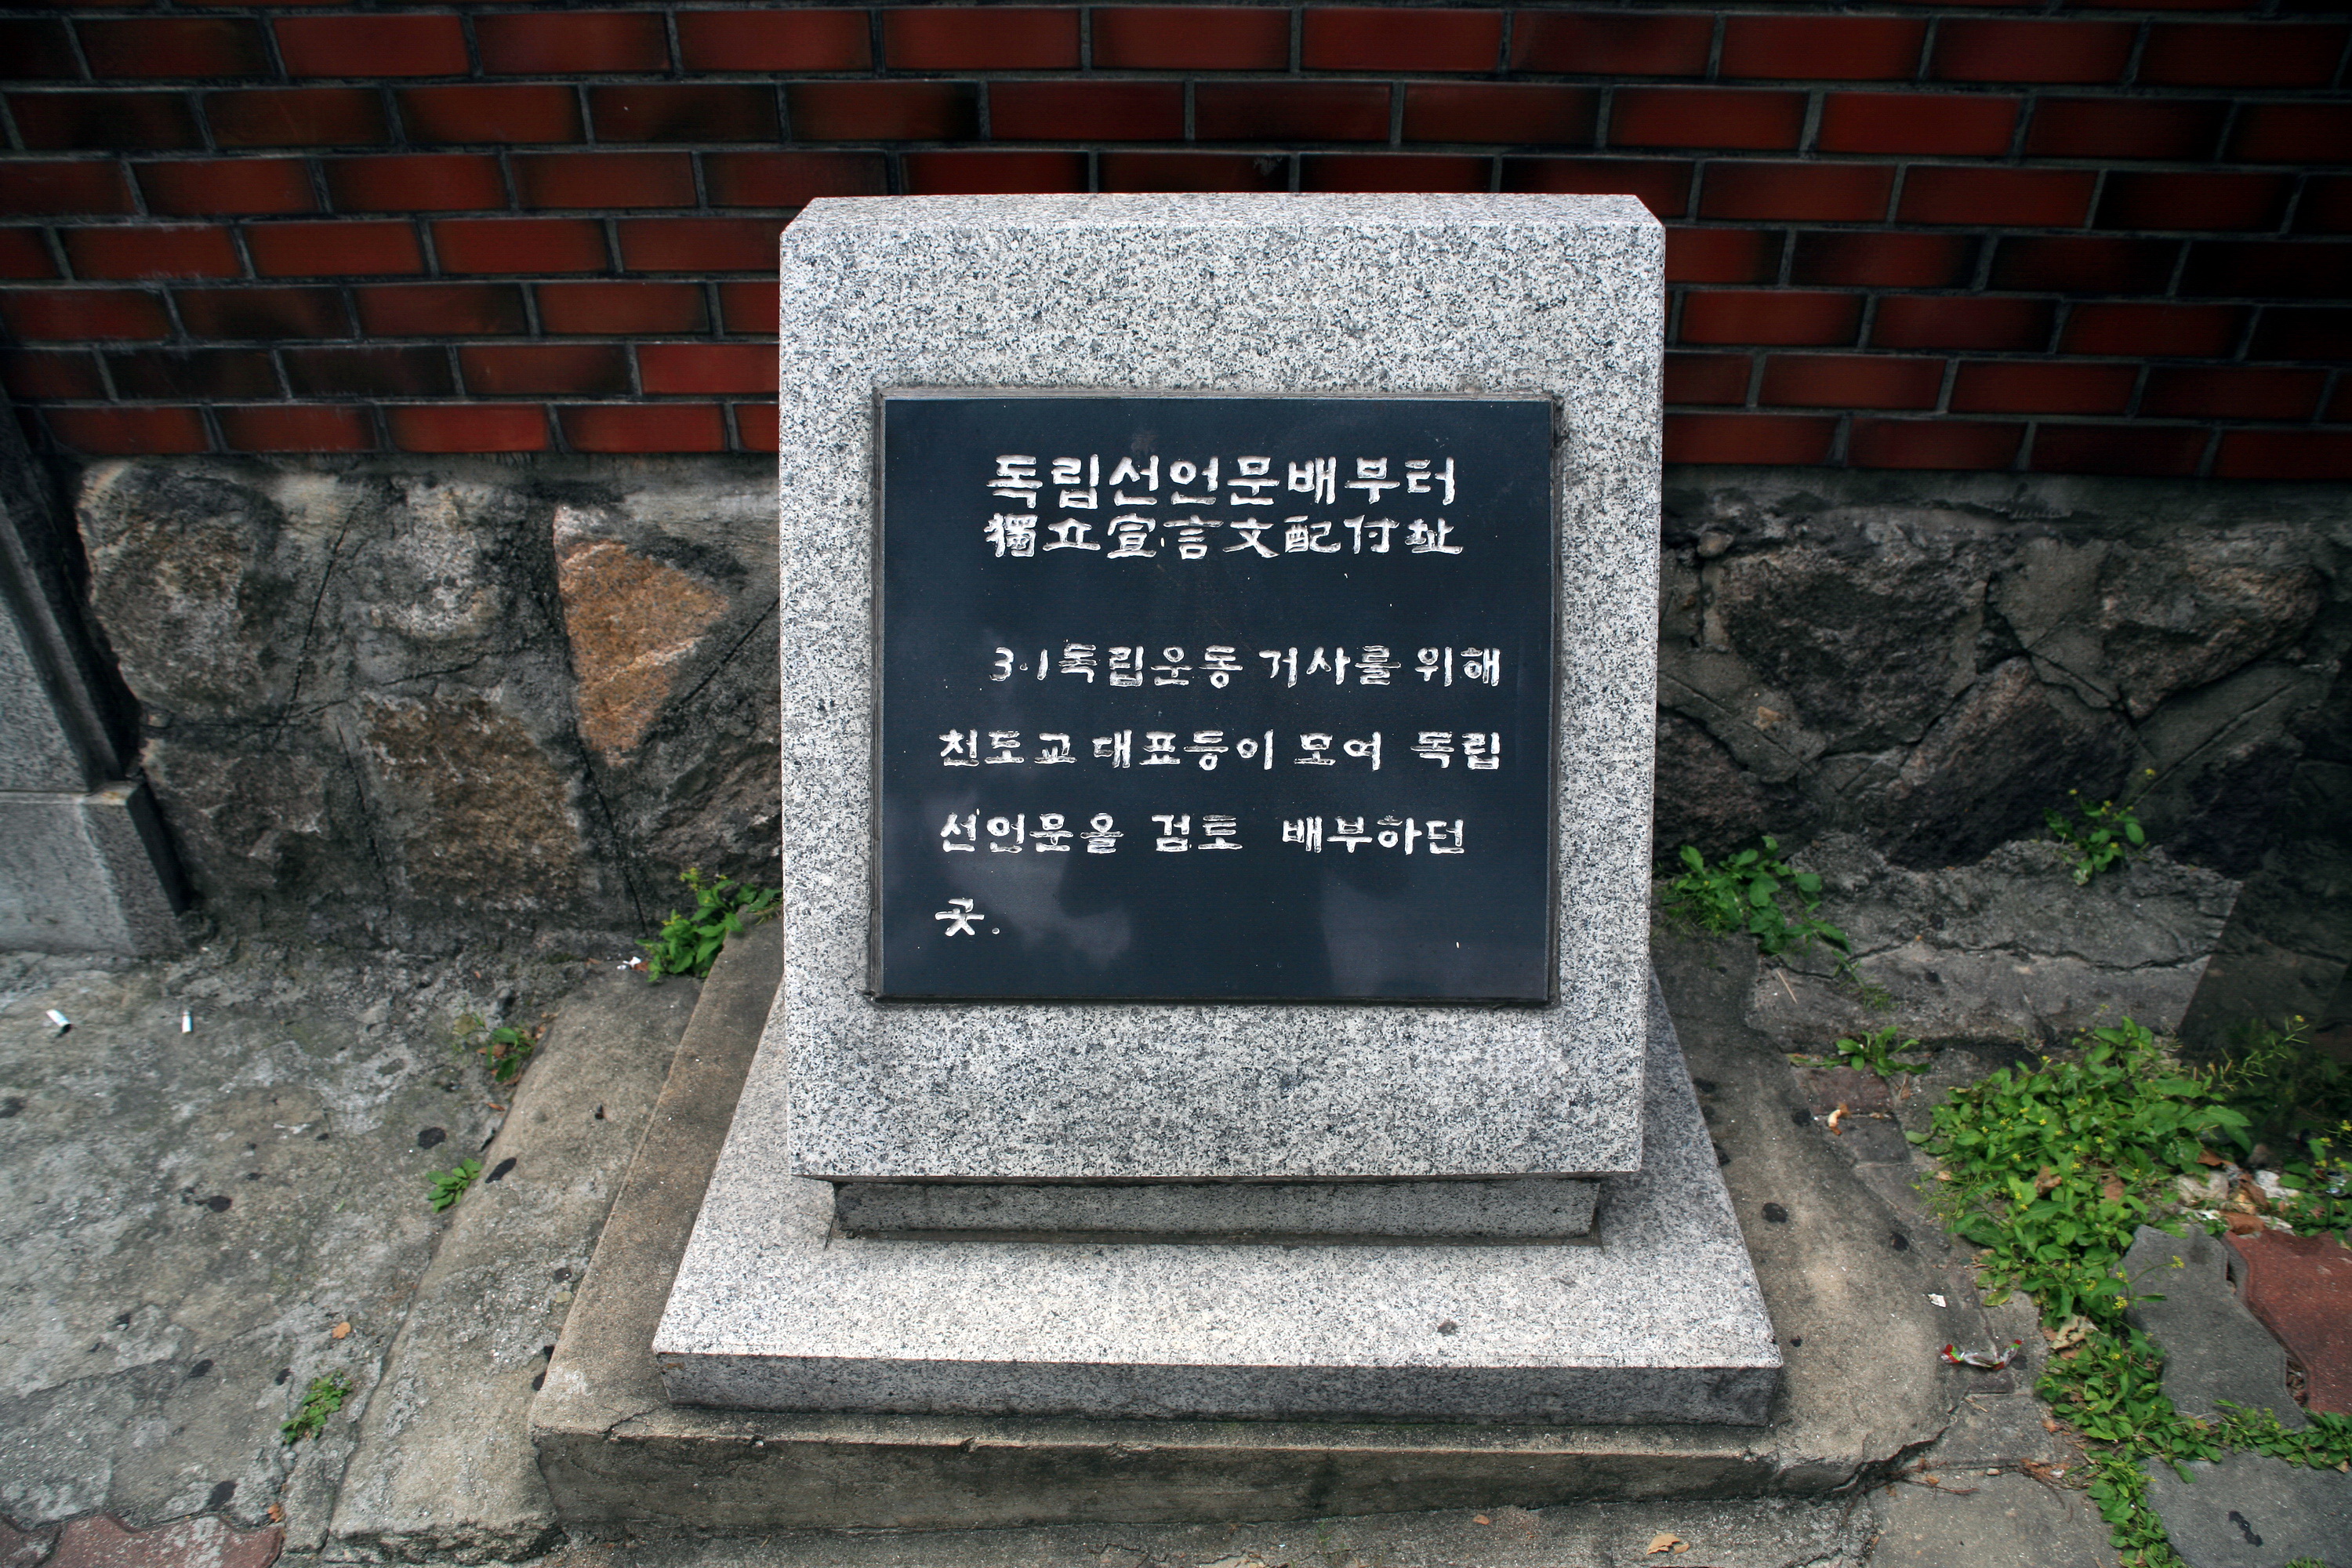 독립선언문배부터
獨立宣言文配付址
3·1독립운동 거사를 위해
천도교 대표등이 모여 독립
선언문을 검토 배부하던
곳.